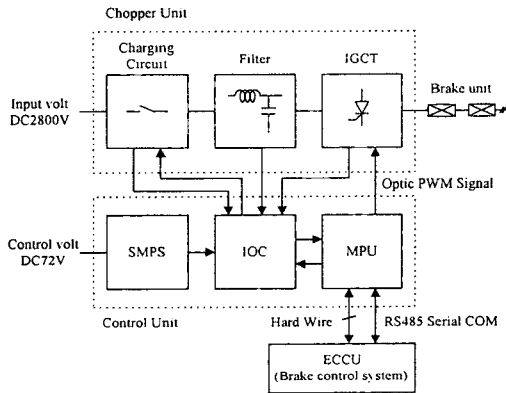 Chopper Unit
Charging
Circuit
Filter
IGCT
Brake unit
Input volt
DC2800V
Optic PWM Signal
Control volt
DC72V
SMPS
IOC
MPU
Control Unit
Hard Wire
RS485 Serial COM
ECCU
(Brake control system)